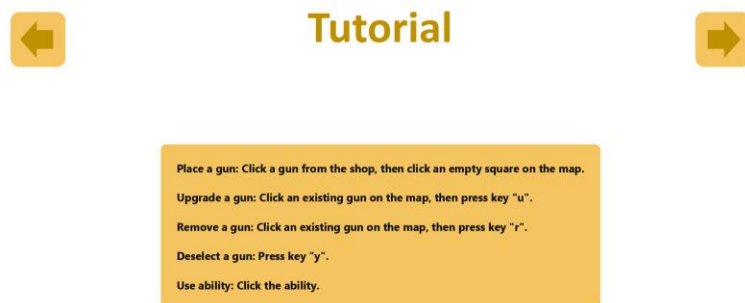 Tutorial
Place a gun: Click a gun from the shop, then click an empty square on the map.
Upgrade a gun: Click an existing gun on the map, then press key "u".
Remove a gun: Click an existing gun on the map, then press key "r".
Deselect a gun: Press key "y".
Use ability: Click the ability.